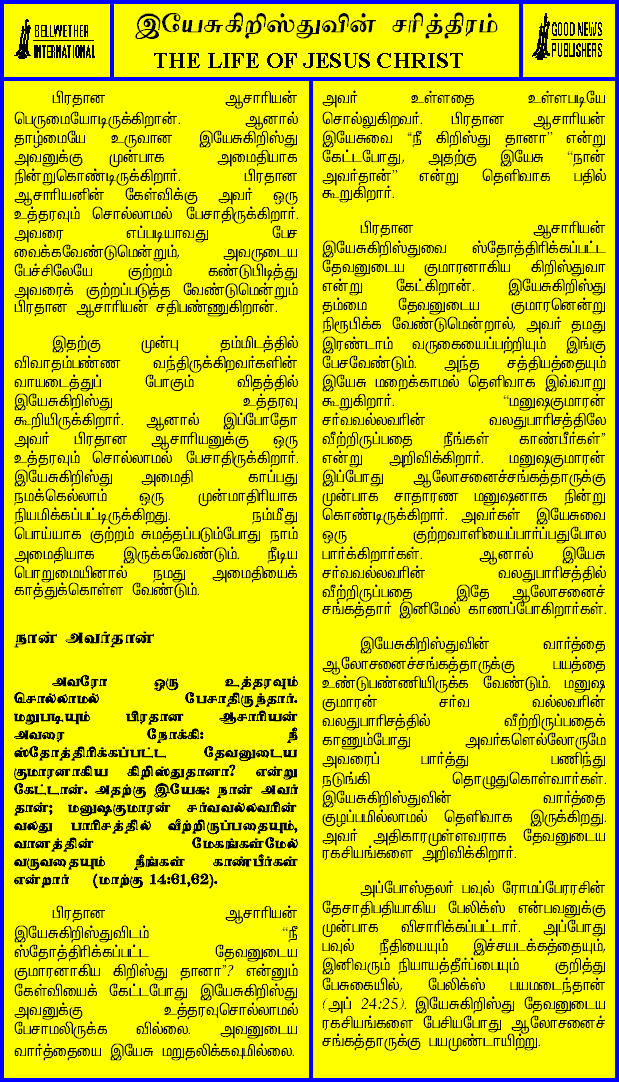 BELLWETHER
INTERNATIONAL
இயேசுகிறிஸ்துவின் சரித்திரம்
THE LIFE OF JESUS CHRIST
GOOD NEWS
PUBLISHERS
பிரதான ஆசாரியன்
பெருமையோடிருக்கிறான். ஆனால்
தாழ்மையே உருவான இயேசுகிறிஸ்து
அவனுக்கு முன்பாக அமைதியாக
நின்றுகொண்டிருக்கிறார். பிரதான
ஆசாரியனின் கேள்விக்கு அவர் ஒரு
உத்தரவும் சொல்லாமல் பேசாதிருக்கிறார்.
அவரை எப்படியாவது பேச
வைக்கவேண்டுமென்றும், அவருடைய
பேச்சிலேயே குற்றம் கண்டுபிடித்து
அவரைக் குற்றப்படுத்த வேண்டுமென்றும்
பிரதான ஆசாரியன் சதிபண்ணுகிறான்.
இதற்கு முன்பு தம்மிடத்தில்
விவாதம்பண்ண வந்திருக்கிறவர்களின்
வாயடைத்துப் போகும் விதத்தில்
இயேசுகிறிஸ்து உத்தரவு
கூறியிருக்கிறார். ஆனால் இப்போதோ
அவர் பிரதான ஆசாரியனுக்கு ஒரு
உத்தரவும் சொல்லாமல் பேசாதிருக்கிறார்.
இயேசுகிறிஸ்து அமைதி காப்பது
நமக்கெல்லாம் ஒரு முன்மாதிரியாக
நியமிக்கப்பட்டிருக்கிறது. நம்மீது
பொய்யாக குற்றம் சுமத்தப்படும்போது நாம்
அமைதியாக இருக்கவேண்டும். நீடிய
பொறுமையினால் நமது அமைதியைக்
காத்துக்கொள்ள வேண்டும்.
நான் அவர்தான்
அவரோ ஒரு உத்தரவும்
சொல்லாமல் பேசாதிருந்தார்.
மறுபடியும் பிரதான ஆசாரியன்
அவரை நோக்கி: நீ
ஸ்தோத்திரிக்கப்பட்ட தேவனுடைய
குமாரனாகிய கிறிஸ்துதானா? என்று
கேட்டான். அதற்கு இயேசு: நான் அவர்
தான்; மனுஷகுமாரன் சர்வவல்லவரின்
வலது பாரிசத்தில் வீற்றிருப்பதையும்,
வானத்தின் மேகங்கள்மேல்
வருவதையும் நீங்கள் காண்பீர்கள்
என்றார் (மாற்கு 14:61,62).
பிரதான ஆசாரியன்
இயேசுகிறிஸ்துவிடம் “நீ
ஸ்தோத்திரிக்கப்பட்ட தேவனுடைய
குமாரனாகிய கிறிஸ்து தானா”? என்னும்
கேள்வியைக் கேட்டபோது இயேசுகிறிஸ்து
அவனுக்கு உத்தரவுசொல்லாமல்
பேசாமலிருக்க வில்லை. அவனுடைய
வார்த்தையை இயேசு மறுதலிக்கவுமில்லை.
அவர் உள்ளதை உள்ளபடியே
சொல்லுகிறவர். பிரதான ஆசாரியன்
இயேசுவை “நீ கிறிஸ்து தானா” என்று
கேட்டபோது, அதற்கு இயேசு “நான்
அவர்தான்” என்று தெளிவாக பதில்
கூறுகிறார்.
பிரதான ஆசாரியன்
இயேசுகிறிஸ்துவை ஸ்தோத்திரிக்கப்பட்ட
தேவனுடைய குமாரனாகிய கிறிஸ்துவா
என்று கேட்கிறான். இயேசுகிறிஸ்து
தம்மை தேவனுடைய குமாரனென்று
நிரூபிக்க வேண்டுமென்றால், அவர் தமது
இரண்டாம் வருகையைப்பற்றியும் இங்கு
பேசவேண்டும். அந்த சத்தியத்தையும்
இயேசு மறைக்காமல் தெளிவாக இவ்வாறு
கூறுகிறார். “மனுஷகுமாரன்
சர்வவல்லவரின் வலதுபாரிசத்திலே
வீற்றிருப்பதை நீங்கள் காண்பீர்கள்”
என்று அறிவிக்கிறார். மனுஷகுமாரன்
இப்போது ஆலோசனைச்சங்கத்தாருக்கு
முன்பாக சாதாரண மனுஷனாக நின்று
கொண்டிருக்கிறார். அவர்கள் இயேசுவை
ஒரு குற்றவாளியைப்பார்ப்பதுபோல
பார்க்கிறார்கள். ஆனால் இயேசு
சர்வவல்லவரின் வலதுபாரிசத்தில்
வீற்றிருப்பதை இதே ஆலோசனைச்
சங்கத்தார் இனிமேல் காணப்போகிறார்கள்.
இயேசுகிறிஸ்துவின் வார்த்தை
ஆலோசனைச்சங்கத்தாருக்கு பயத்தை
உண்டுபண்ணியிருக்க வேண்டும். மனுஷ
குமாரன் சர்வ வல்லவரின்
வலதுபாரிசத்தில் வீற்றிருப்பதைக்
காணும்போது அவர்களெல்லோருமே
அவரைப் பார்த்து பணிந்து
நடுங்கி தொழுதுகொள்வார்கள்.
இயேசுகிறிஸ்துவின் வார்த்தை
குழப்பமில்லாமல் தெளிவாக இருக்கிறது.
அவர் அதிகாரமுள்ளவராக தேவனுடைய
ரகசியங்களை அறிவிக்கிறார்.
அப்போஸ்தலர் பவுல் ரோமப்பேரரசின்
தேசாதிபதியாகிய பேலிக்ஸ் என்பவனுக்கு
முன்பாக விசாரிக்கப்பட்டார். அப்போது
பவுல் நீதியையும் இச்சயடக்கத்தையும்,
இனிவரும் நியாயத்தீர்ப்பையும் குறித்து
பேசுகையில், பேலிக்ஸ் பயமடைந்தான்
(அப் 24:25). இயேசுகிறிஸ்து தேவனுடைய
ரகசியங்களை பேசியபோது ஆலோசனைச்
சங்கத்தாருக்கு பயமுண்டாயிற்று.